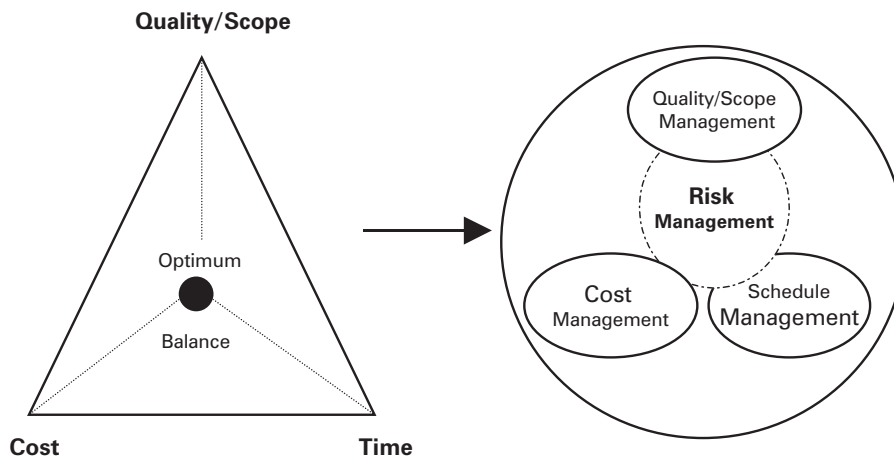 Quality/Scope
Optimum
Balance
Cost
Time
Quality/Scope
Management
Risk
Management
Cost
Management
Schedule
Management